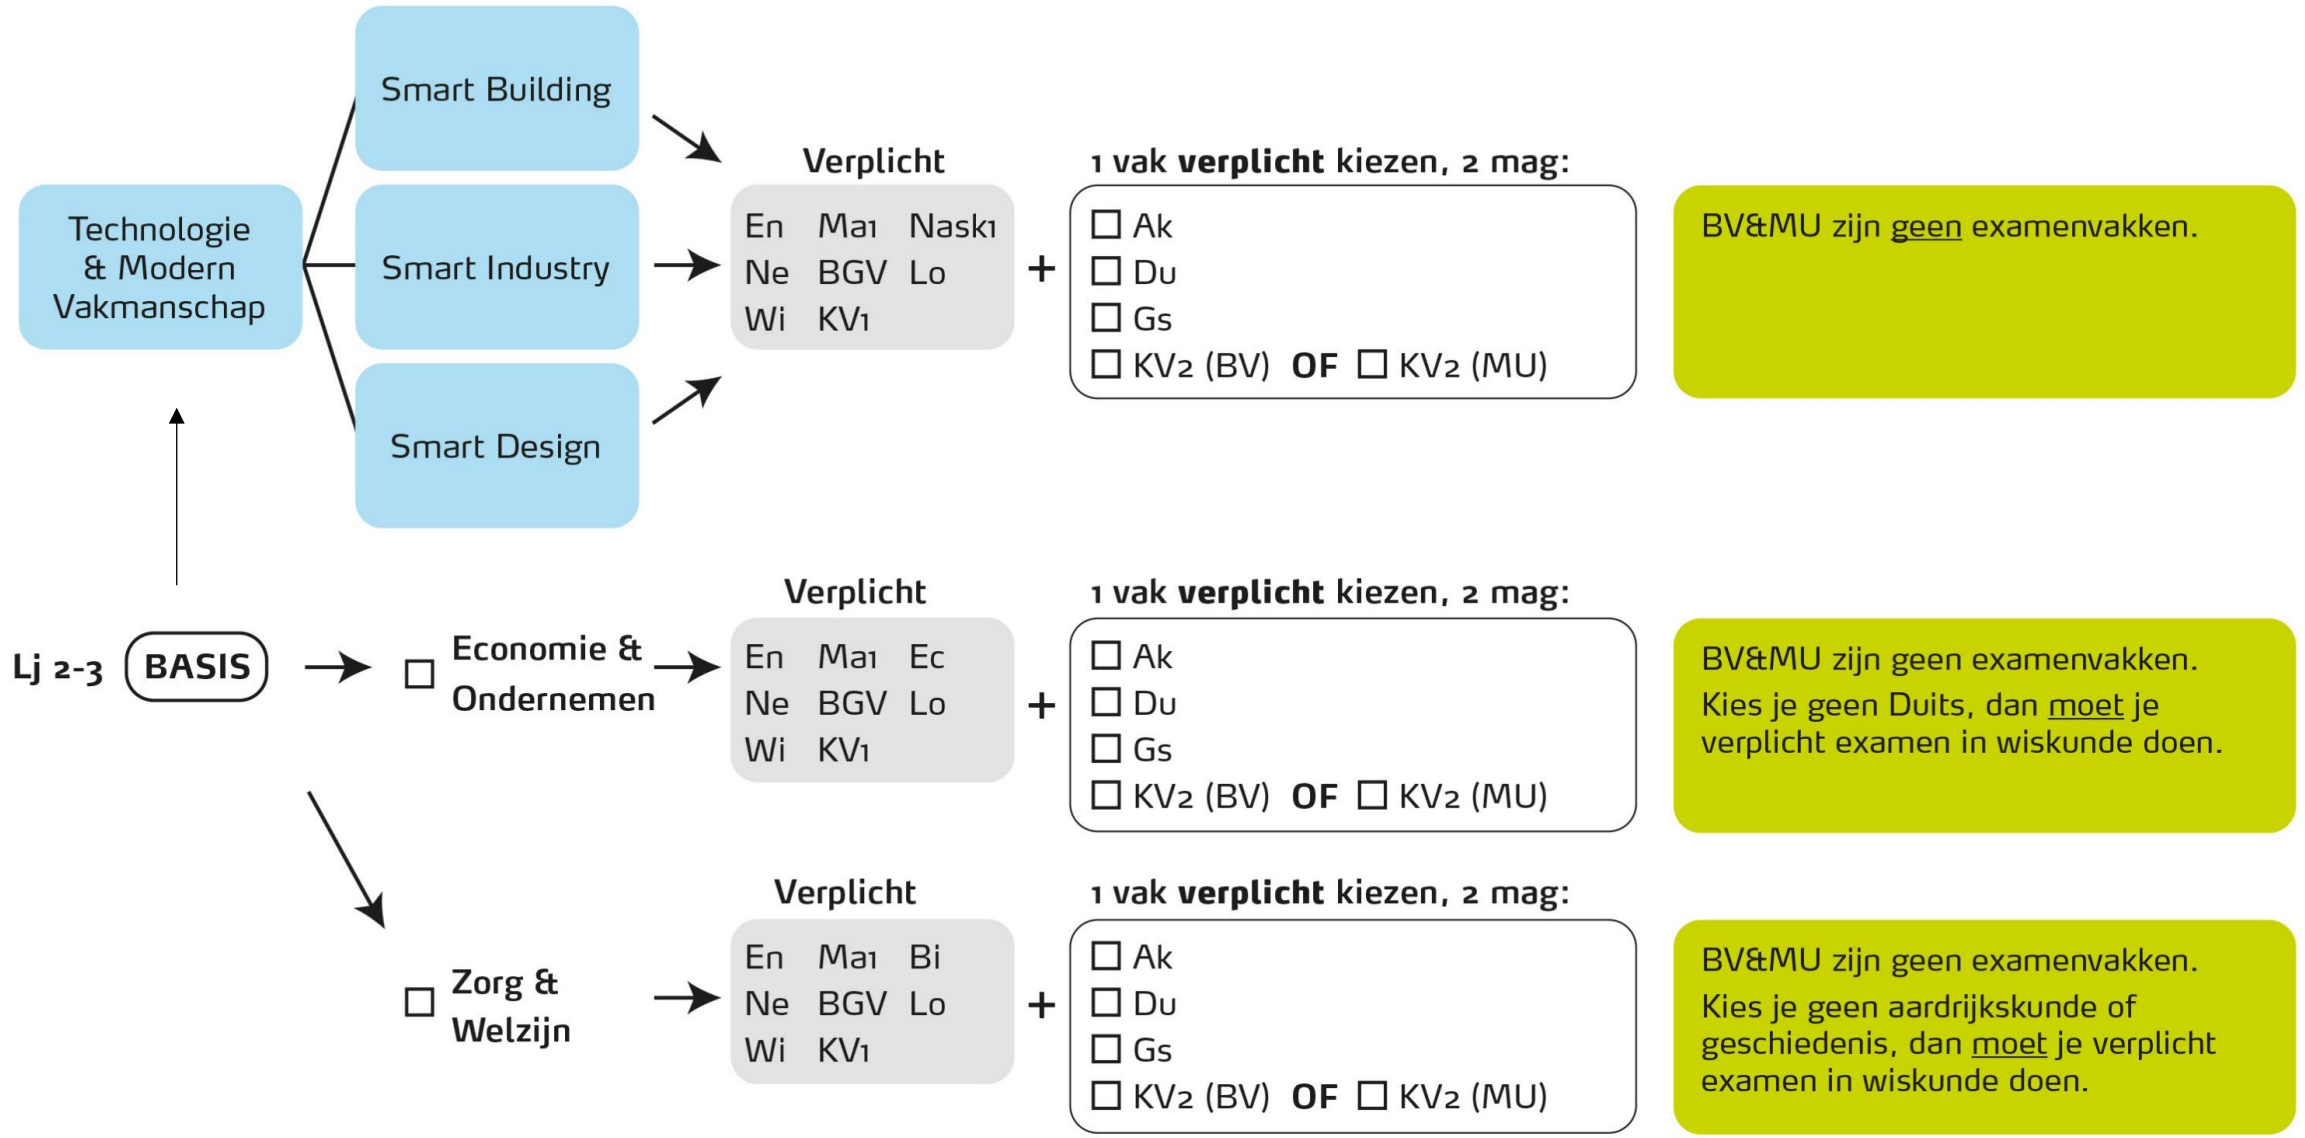 Smart Building
Technologie
& Modern
Vakmanschap
Smart Industry
Smart Design
Verplicht
En Ma1 Nask1
Ne BGV Lo
Wi KV1
+
1 vak verplicht kiezen, 2 mag:
Ak
Du
Gs
KV2 (BV) OF KV2 (MU)
BV&MU zijn geen examenvakken.
Lj 2-3 BASIS
Economie &
Ondernemen
Verplicht
En Ma1 Ec
Ne BGV Lo
Wi KV1
+
1 vak verplicht kiezen, 2 mag:
Ak
Du
Gs
KV2 (BV) OF KV2 (MU)
BV&MU zijn geen examenvakken.
Kies je geen Duits, dan moet je
verplicht examen in wiskunde doen.
Zorg &
Welzijn
Verplicht
En Ma1 Bi
Ne BGV Lo
Wi KV1
+
1 vak verplicht kiezen, 2 mag:
Ak
Du
Gs
KV2 (BV) OF KV2 (MU)
BV&MU zijn geen examenvakken.
Kies je geen aardrijkskunde of
geschiedenis, dan moet je verplicht
examen in wiskunde doen.